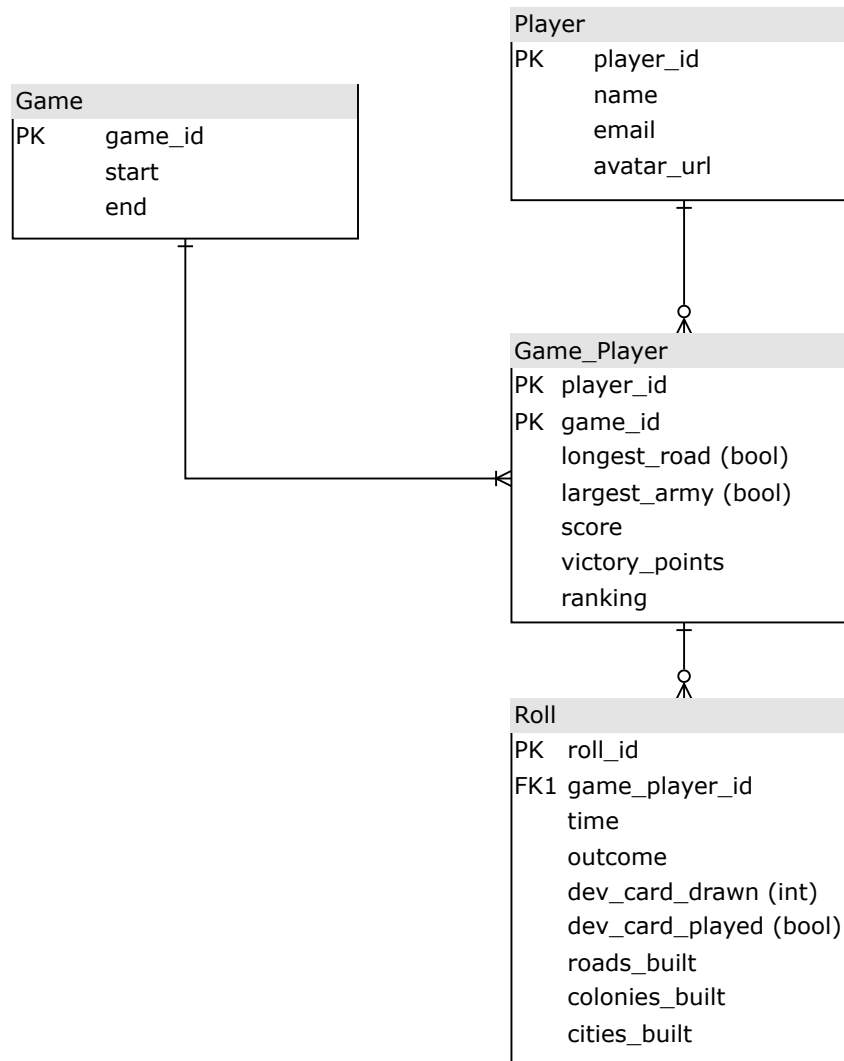 Player
PK player_id
name
email
avatar_url
Game
PK game_id
start
end
Game_Player
PK player_id
PK game_id
longest_road (bool)
largest_army (bool)
score
victory_points
ranking
Roll
PK roll_id
FK1 game_player_id
time
outcome
dev_card_drawn (int)
dev_card_played (bool)
roads_built
colonies_built
cities_built